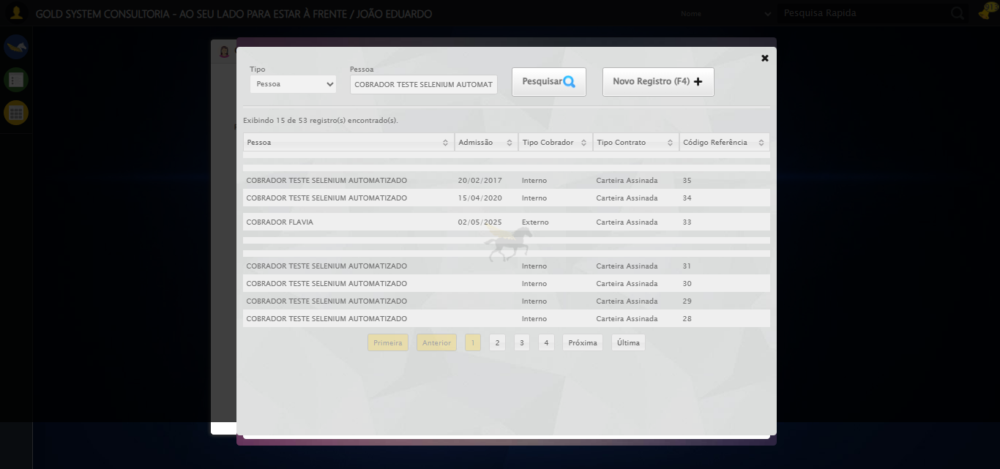 GOLD SYSTEM CONSULTORIA - AO SEU LADO PARA ESTAR À FRENTE / JOÃO EDUARDO
Nome
Pesquisa Rapida
Tipo
Pessoa
Pessoa
COBRADOR TESTE SELENIUM AUTOMAT
Pesquisar
Novo Registro (F4)
Exibindo 15 de 53 registro(s) encontrado(s).
Pessoa Admissão Tipo Cobrador Tipo Contrato Código Referência
COBRADOR TESTE SELENIUM AUTOMATIZADO 20/02/2017 Interno Carteira Assinada 35
COBRADOR TESTE SELENIUM AUTOMATIZADO 15/04/2020 Interno Carteira Assinada 34
COBRADOR FLAVIA 02/05/2025 Externo Carteira Assinada 33
COBRADOR TESTE SELENIUM AUTOMATIZADO Interno Carteira Assinada 31
COBRADOR TESTE SELENIUM AUTOMATIZADO Interno Carteira Assinada 30
COBRADOR TESTE SELENIUM AUTOMATIZADO Interno Carteira Assinada 29
COBRADOR TESTE SELENIUM AUTOMATIZADO Interno Carteira Assinada 28
Primeira Anterior 1 2 3 4 Próxima Última